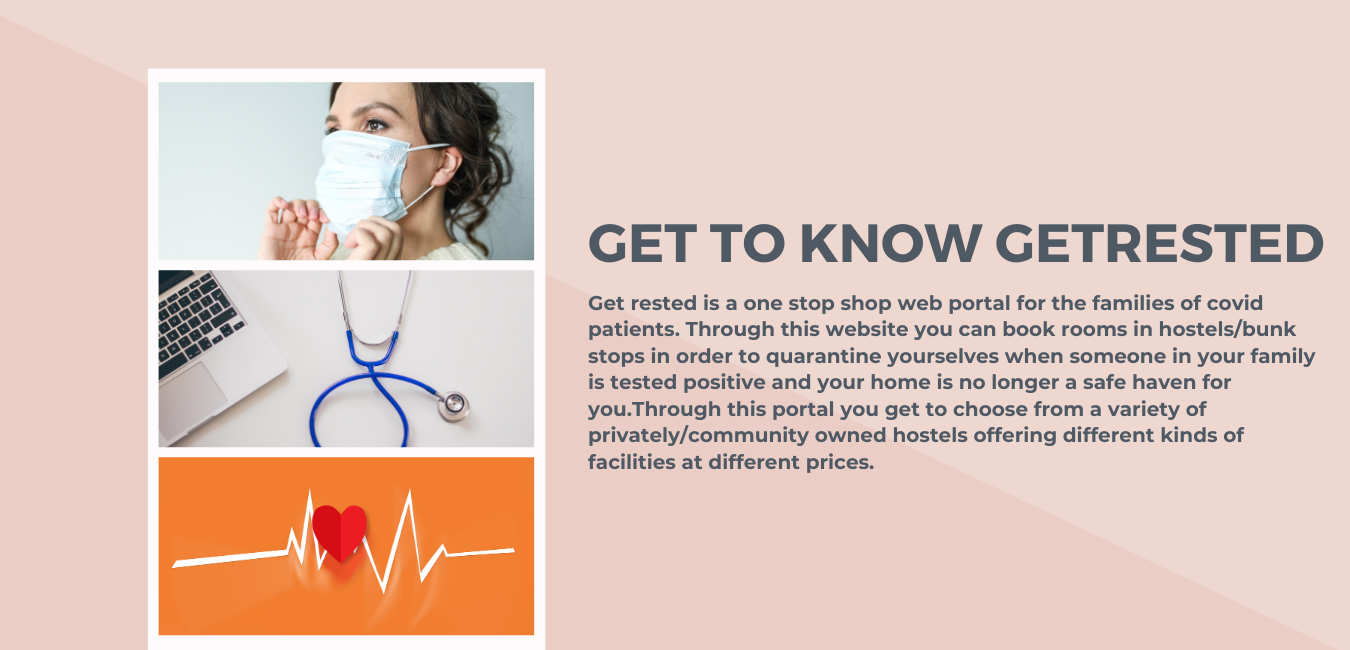 GET TO KNOW GETRESTED
Get rested is a one stop shop web portal for the families of covid
patients. Through this website you can book rooms in hostels/bunk
stops in order to quarantine yourselves when someone in your family
is tested positive and your home is no longer a safe haven for
you.Through this portal you get to choose from a variety of
privately/community owned hostels offering different kinds of
facilities at different prices.